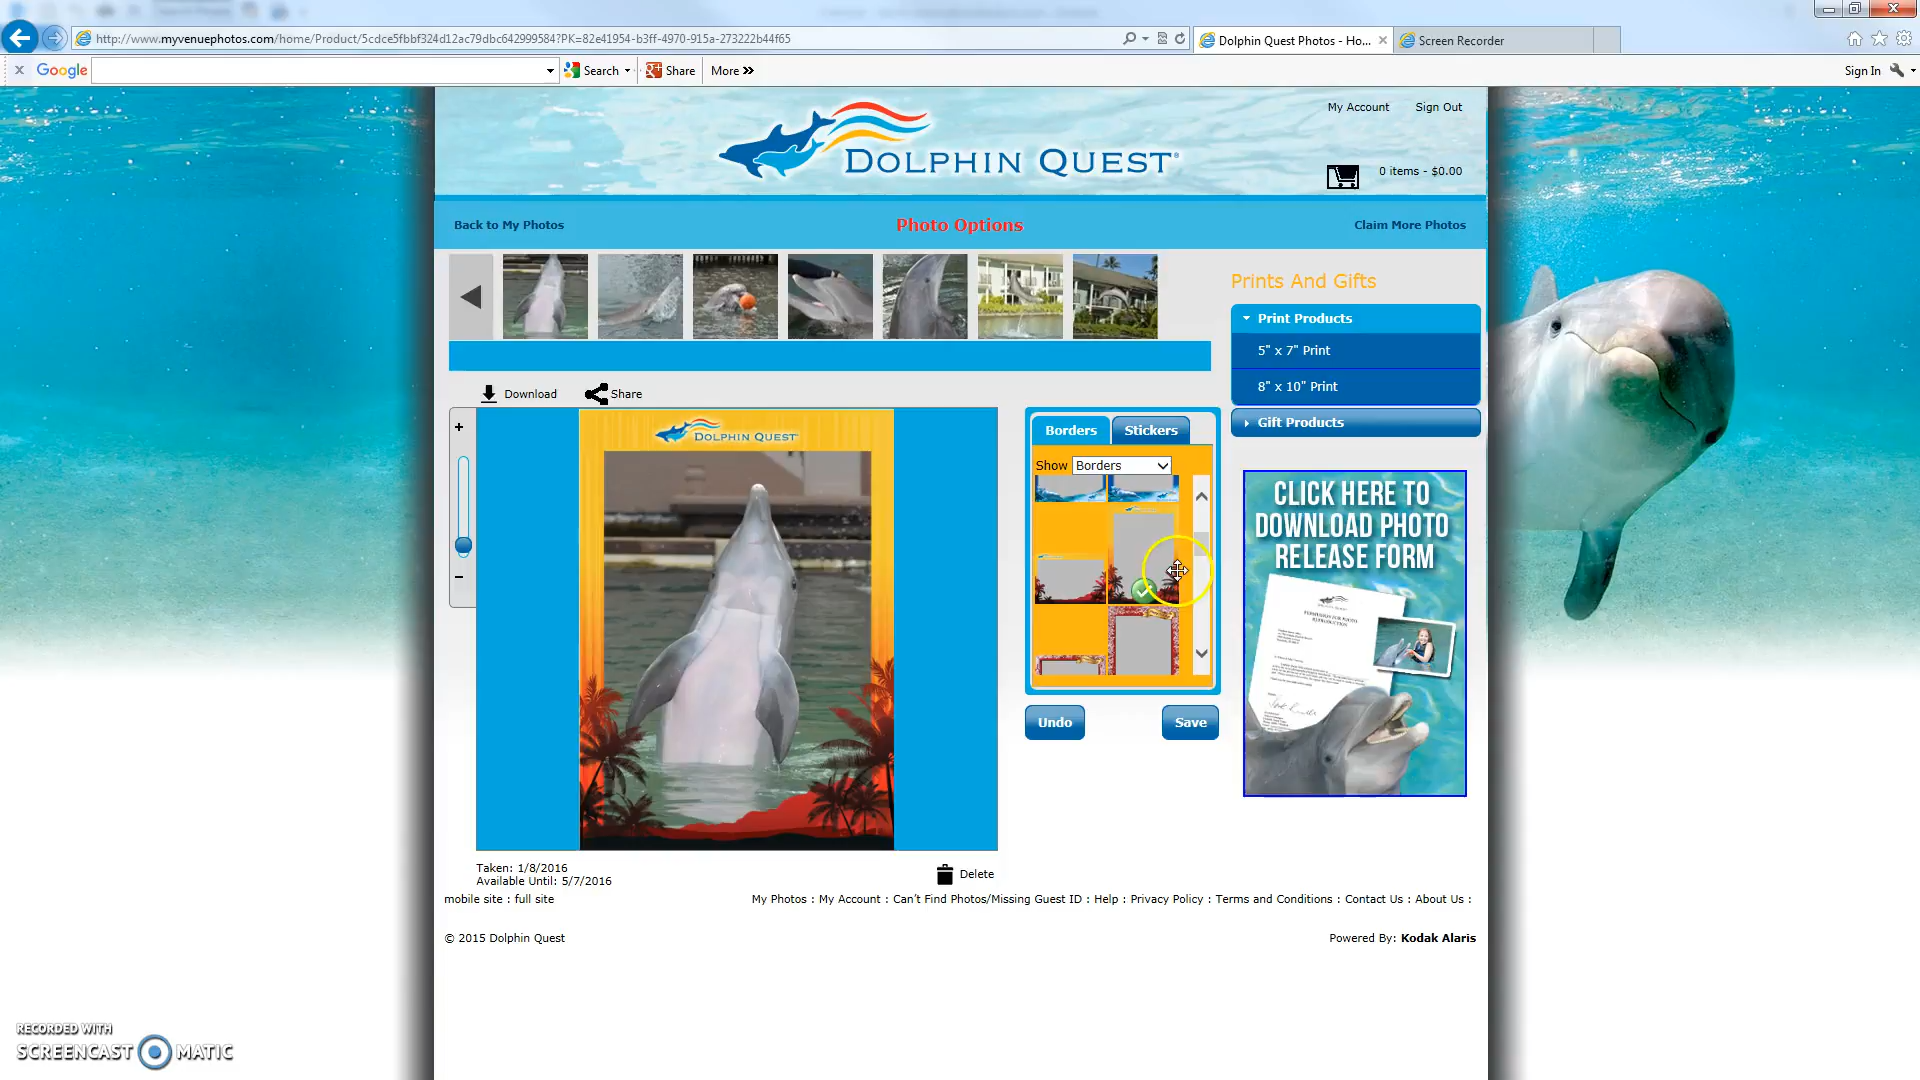 http://www.myvenuephotos.com/home/Product/5cdce5fbbf324d12ac79dbc642999584?PK=82e41954-b3ff-4970-915a-273222b44f65
Dolphin Quest Photos - Ho...
Screen Recorder
x Google
Search
Share
More »
Sign In
My Account
Sign Out
DOLPHIN QUEST®
0 items - $0.00
Back to My Photos
Photo Options
Claim More Photos
Prints And Gifts
Print Products
5" x 7" Print
8" x 10" Print
Gift Products
Download
Share
+
-
DOLPHIN QUEST
Borders
Stickers
Show
Borders
Undo
Save
CLICK HERE TO
DOWNLOAD PHOTO
RELEASE FORM
Taken: 1/8/2016
Available Until: 5/7/2016
Delete
mobile site : full site
My Photos : My Account : Can't Find Photos/Missing Guest ID : Help : Privacy Policy : Terms and Conditions : Contact Us : About Us :
© 2015 Dolphin Quest
Powered By: Kodak Alaris
RECORDED WITH
SCREENCAST MATIC